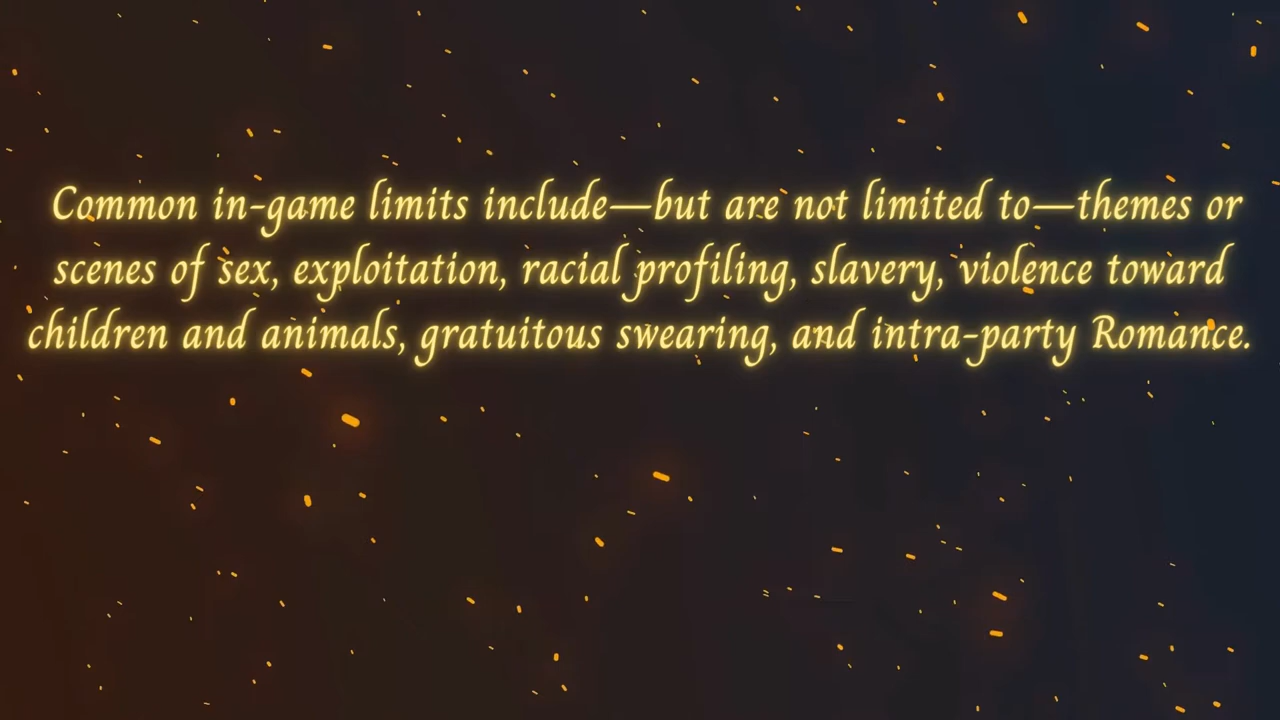 Common in-game limits include—but are not limited to—themes or
scenes of sex, exploitation, racial profiling, slavery, violence toward
children and animals, gratuitous swearing, and intra-party Romance.